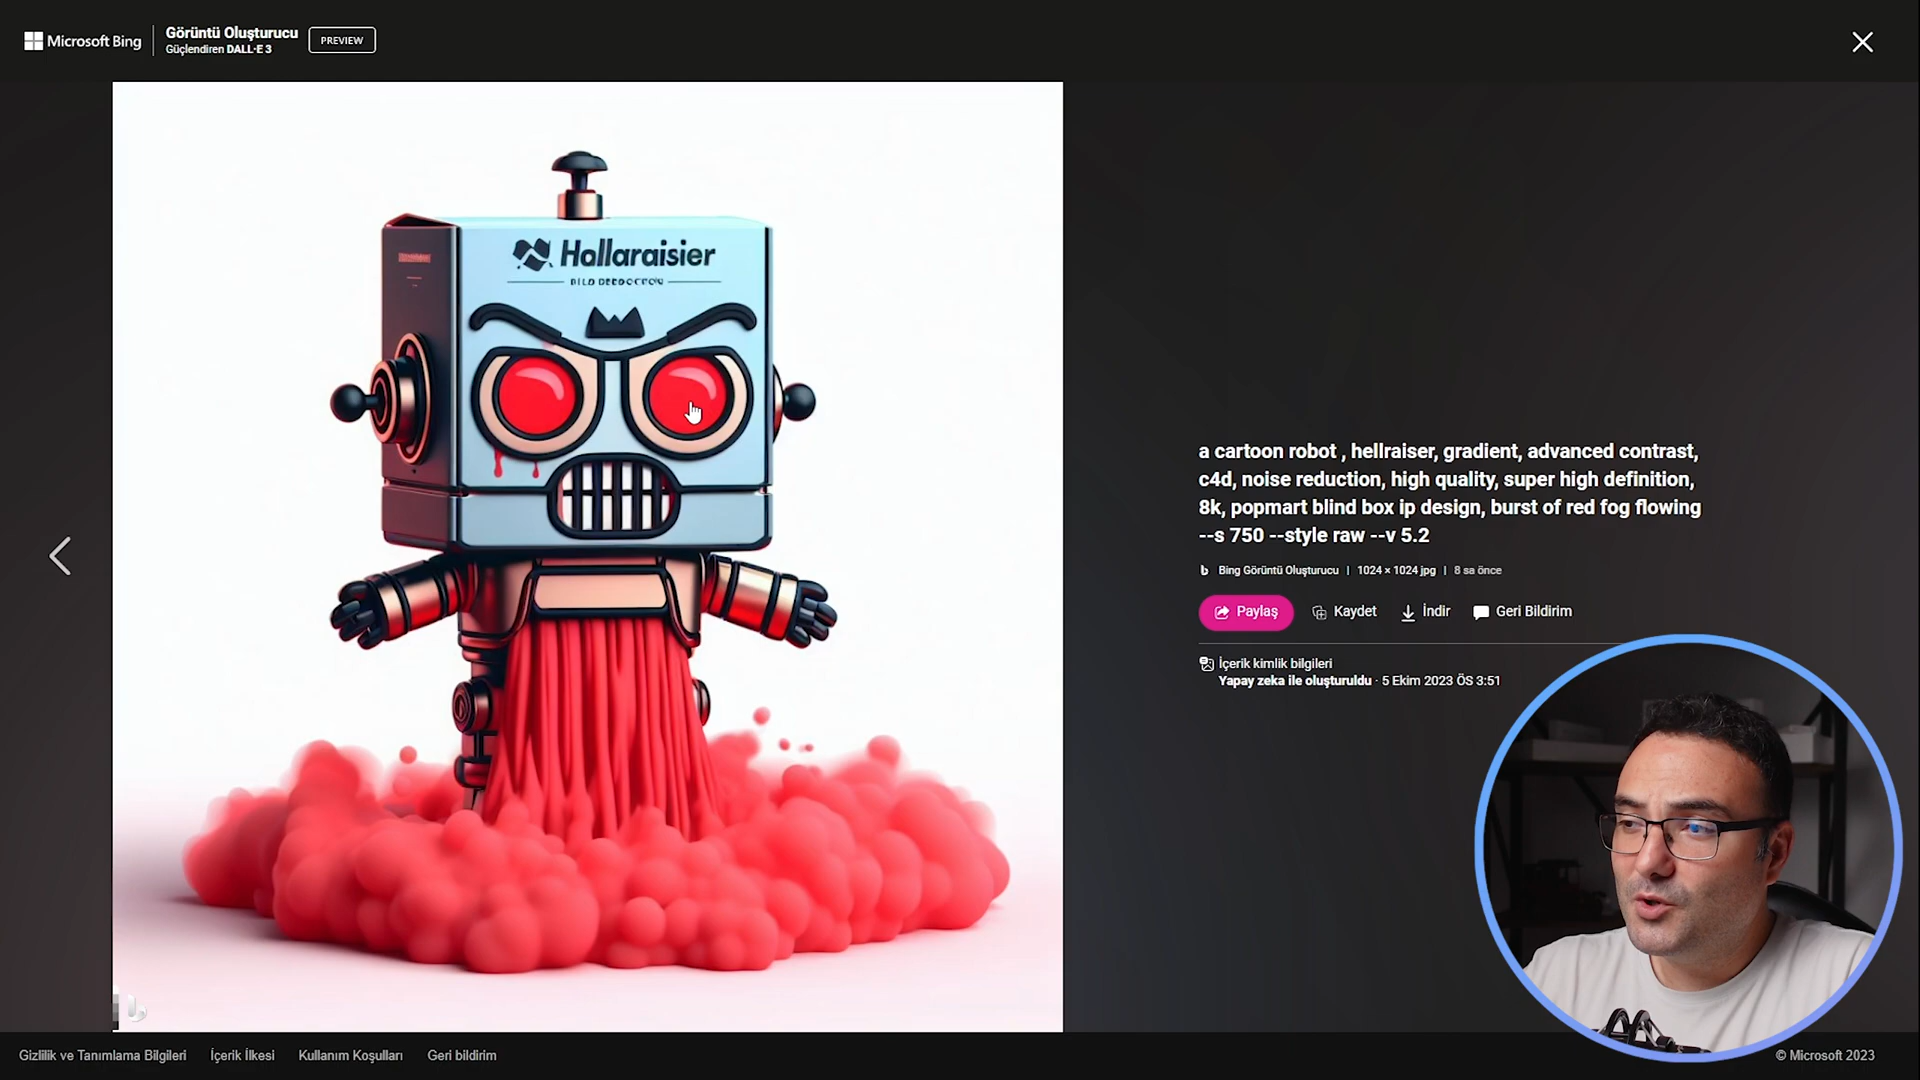 Microsoft Bing
Görüntü Oluşturucu
Güçlendiren DALL·E 3
PREVIEW
Hollaraisier
a cartoon robot , hellraiser, gradient, advanced contrast,
c4d, noise reduction, high quality, super high definition,
8k, popmart blind box ip design, burst of red fog flowing
--s 750 --style raw --v 5.2
Bing Görüntü Oluşturucu | 1024 × 1024 jpg | 8 sa önce
Paylaş
Kaydet
İndir
Geri Bildirim
İçerik kimlik bilgileri
Yapay zeka ile oluşturuldu · 5 Ekim 2023 ÖS 3:51
Gizlilik ve Tanımlama Bilgileri
İçerik İlkesi
Kullanım Koşulları
Geri bildirim
© Microsoft 2023